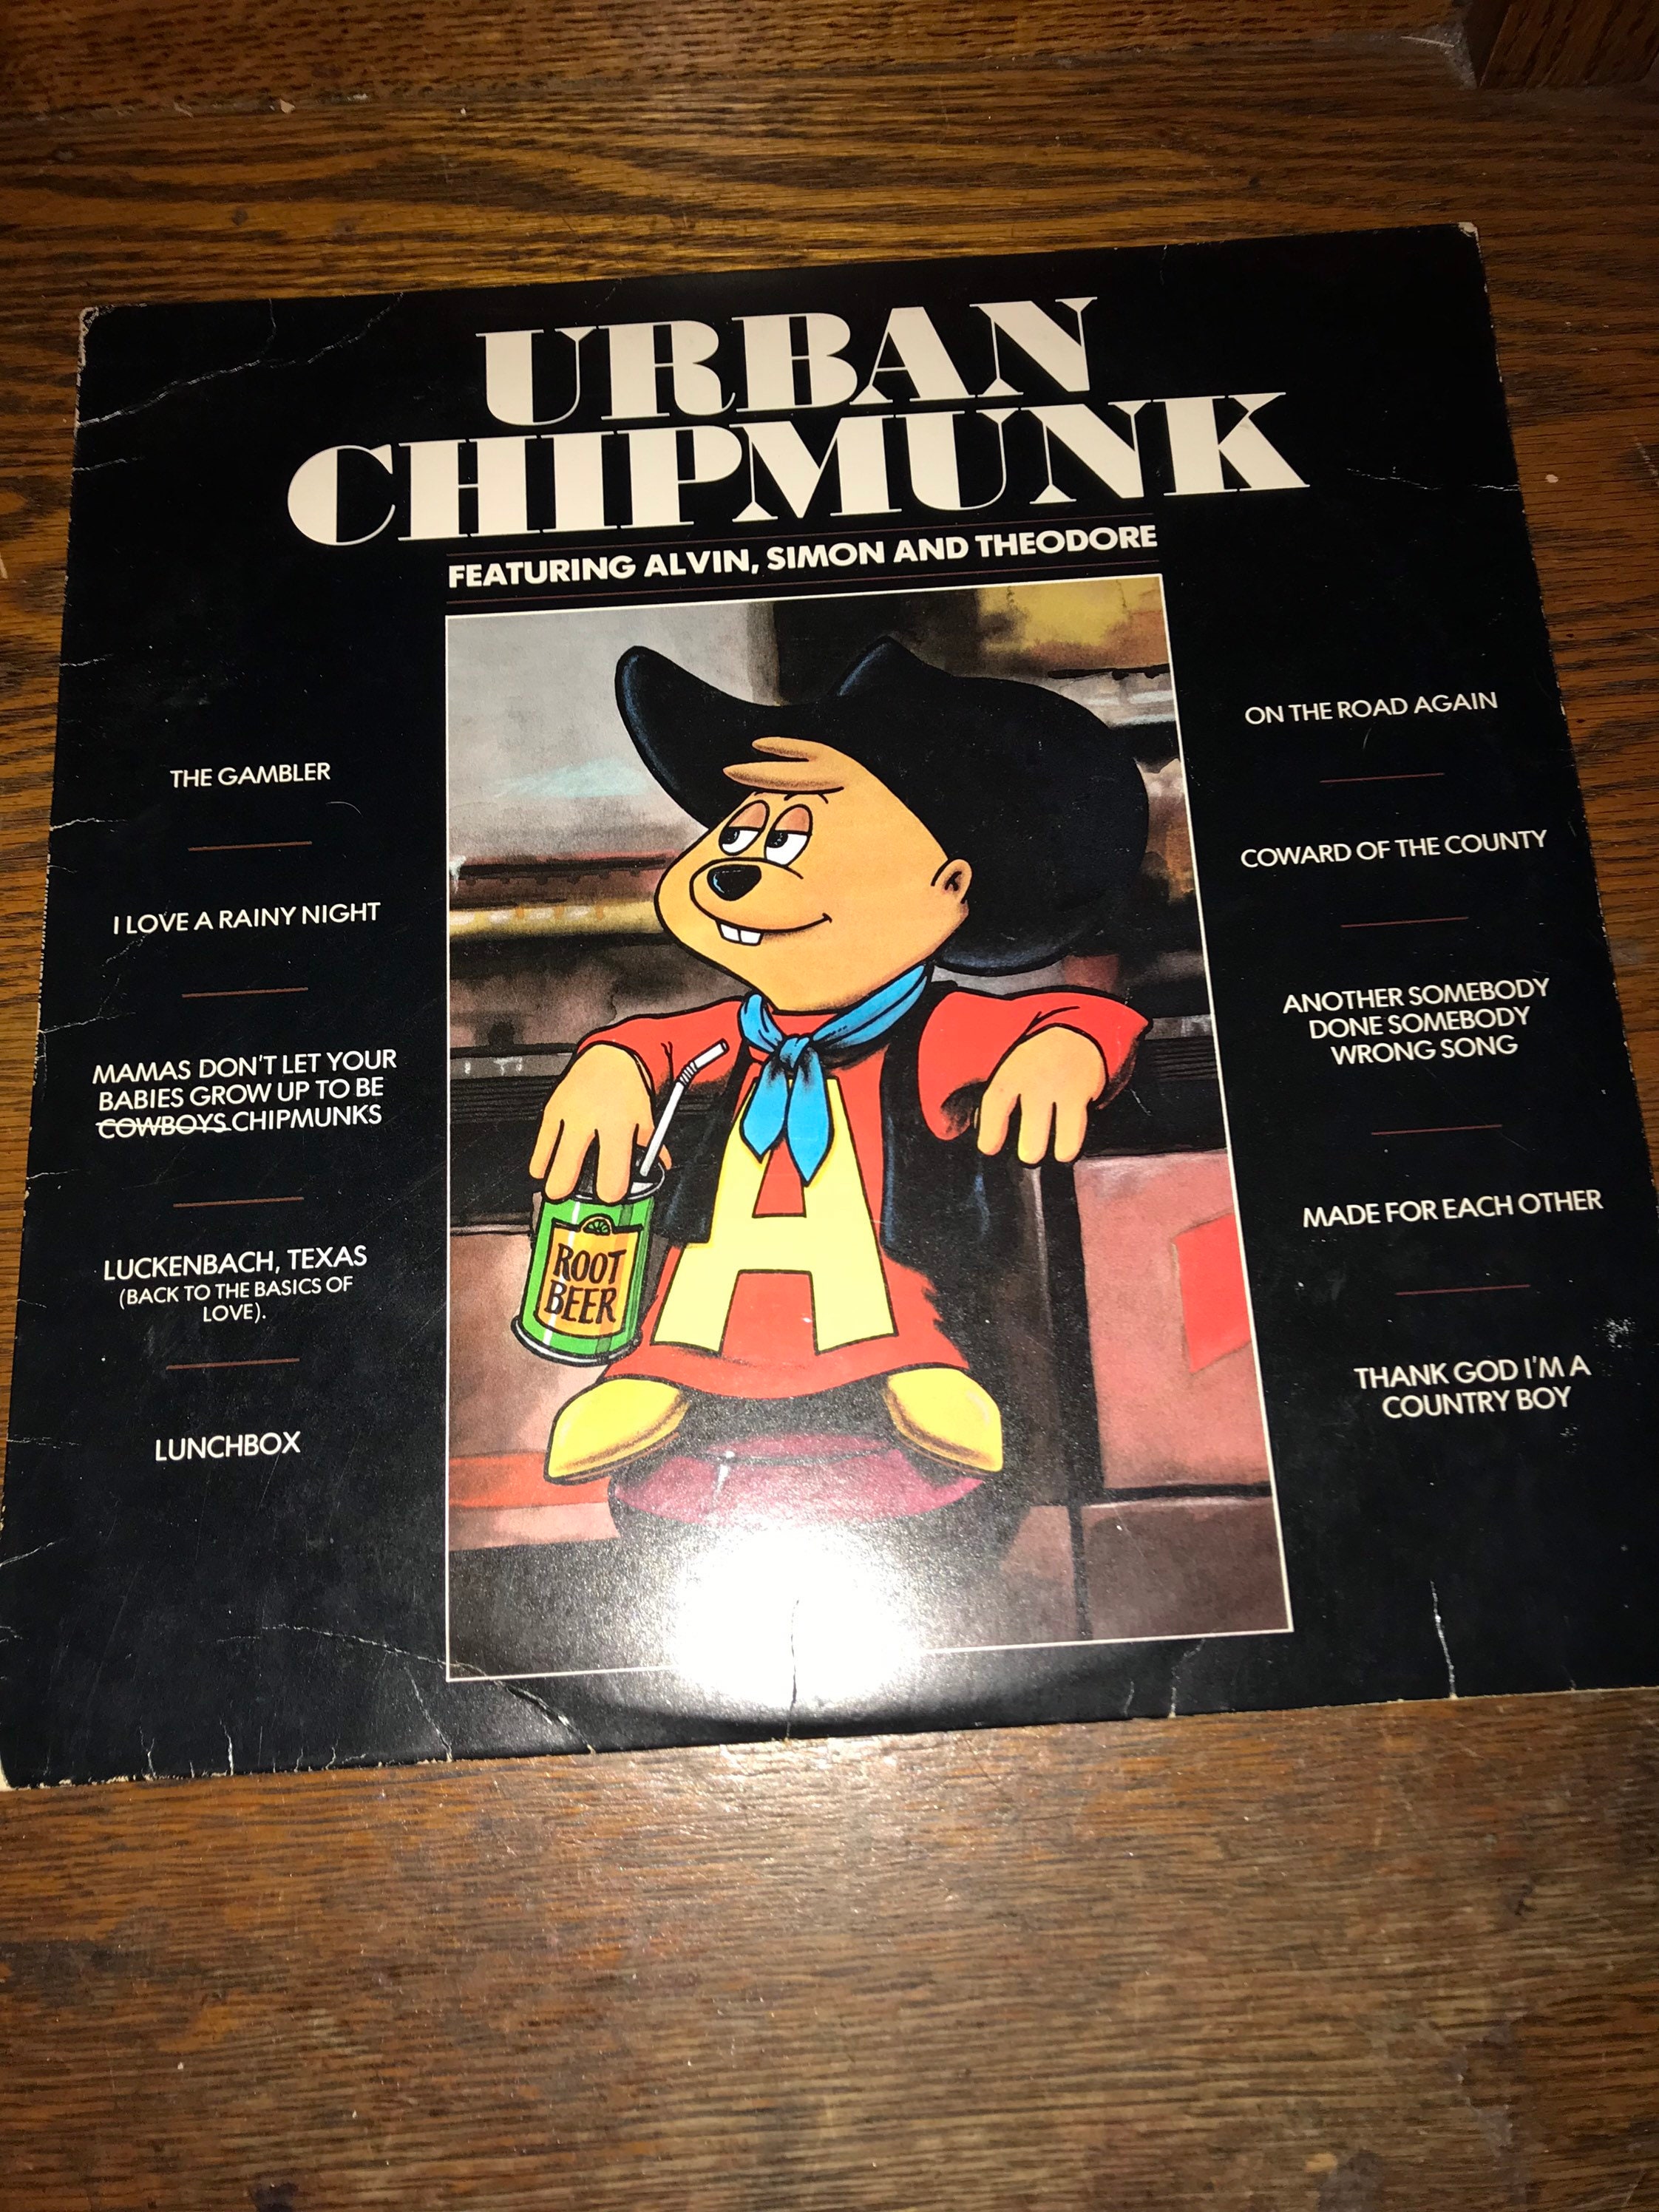 URBAN
CHIPMUNK
FEATURING ALVIN, SIMON AND THEODORE
THE GAMBLER
I LOVE A RAINY NIGHT
MAMAS DON'T LET YOUR
BABIES GROW UP TO BE
COWBOYS CHIPMUNKS
LUCKENBACH, TEXAS
(BACK TO THE BASICS OF
LOVE).
LUNCHBOX
A
ROOT
BEER
ON THE ROAD AGAIN
COWARD OF THE COUNTY
ANOTHER SOMEBODY
DONE SOMEBODY
WRONG SONG
MADE FOR EACH OTHER
THANK GOD I'M A
COUNTRY BOY